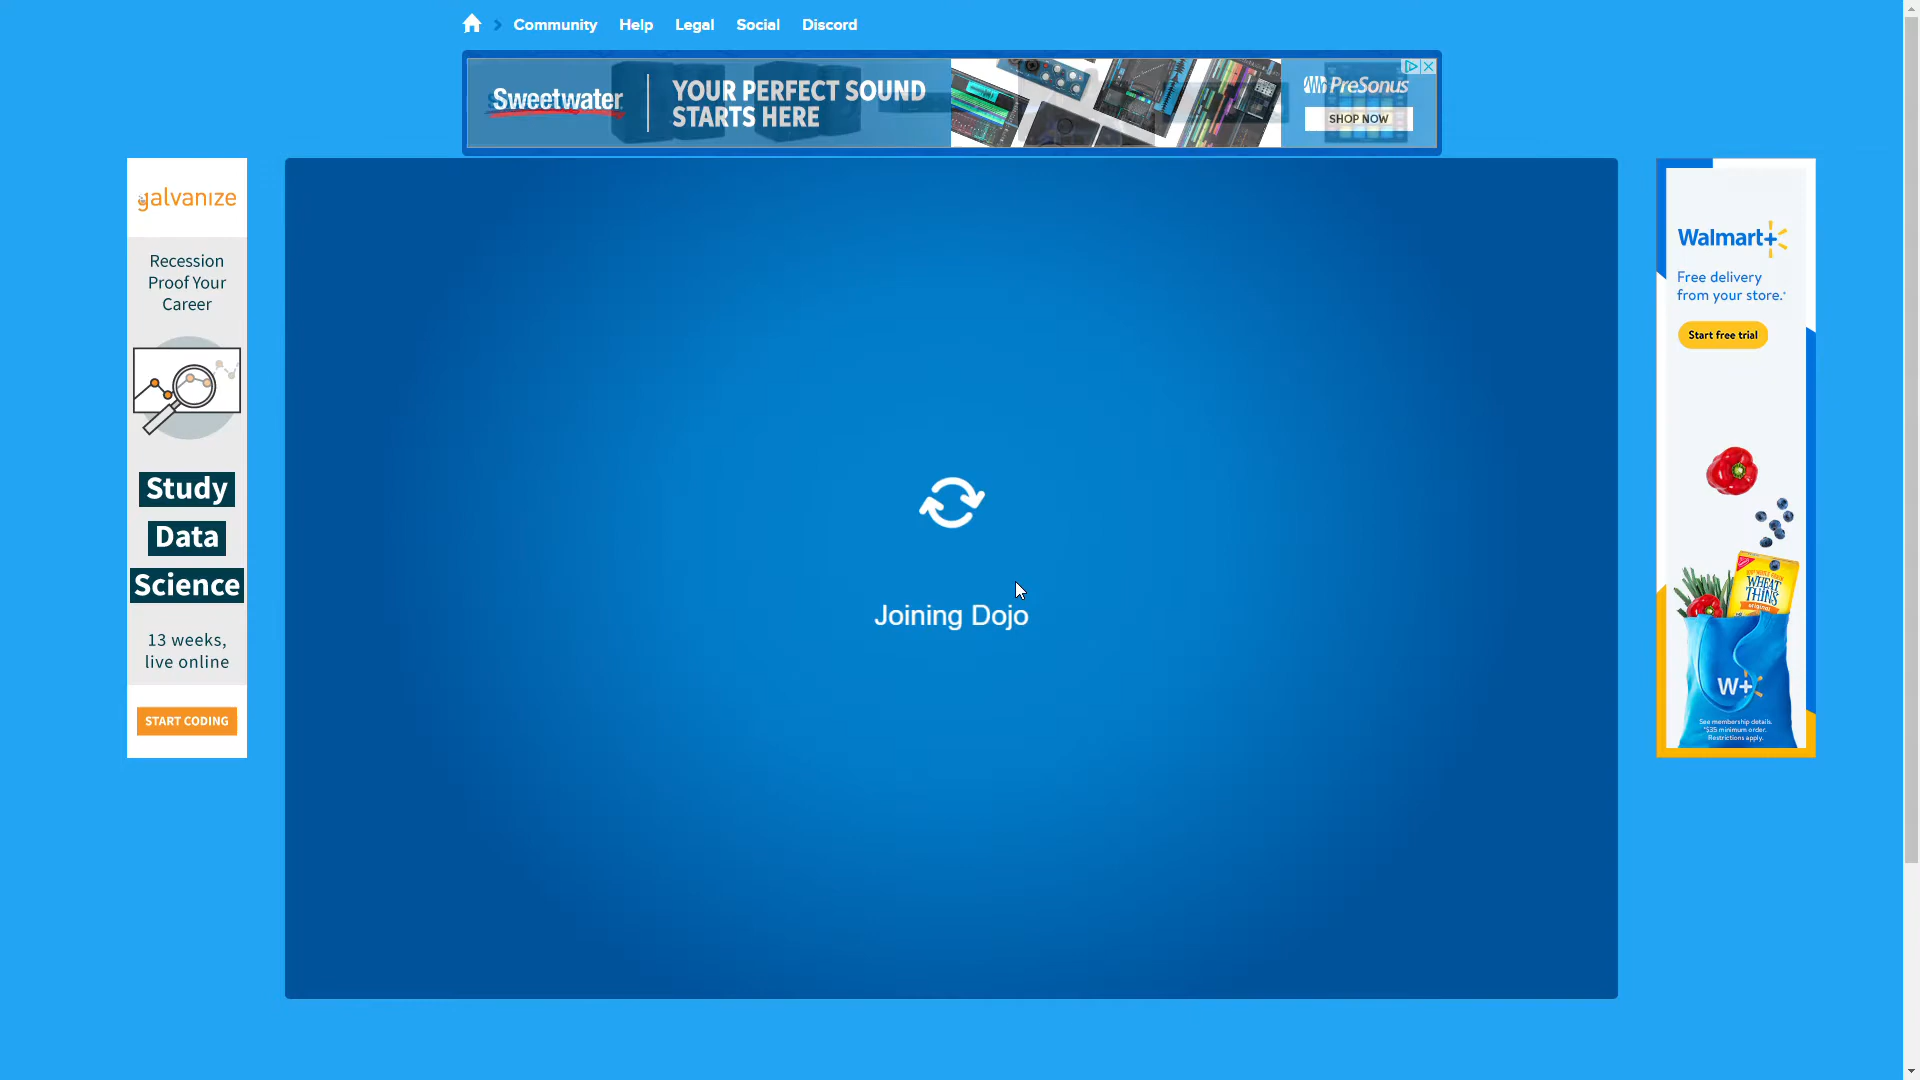 Community Help Legal Social Discord
Sweetwater
YOUR PERFECT SOUND
STARTS HERE
PreSonus
SHOP NOW
galvanize
Recession
Proof Your
Career
Study
Data
Science
13 weeks,
live online
START CODING
Joining Dojo
Walmart+
Free delivery
from your store.*
Start free trial
WHEAT
THINS
original
W+
See membership details.
*$35 minimum order.
Restrictions apply.